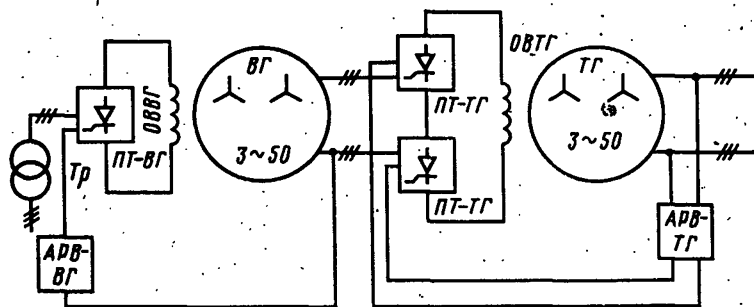 ОВВГ
ПТ-ВГ
Тр
АРВ-
ВГ
ВГ
3~50
ПТ-ТГ
ПТ-ТГ
ОВТГ
ТГ
3~50
АРВ-
ТГ